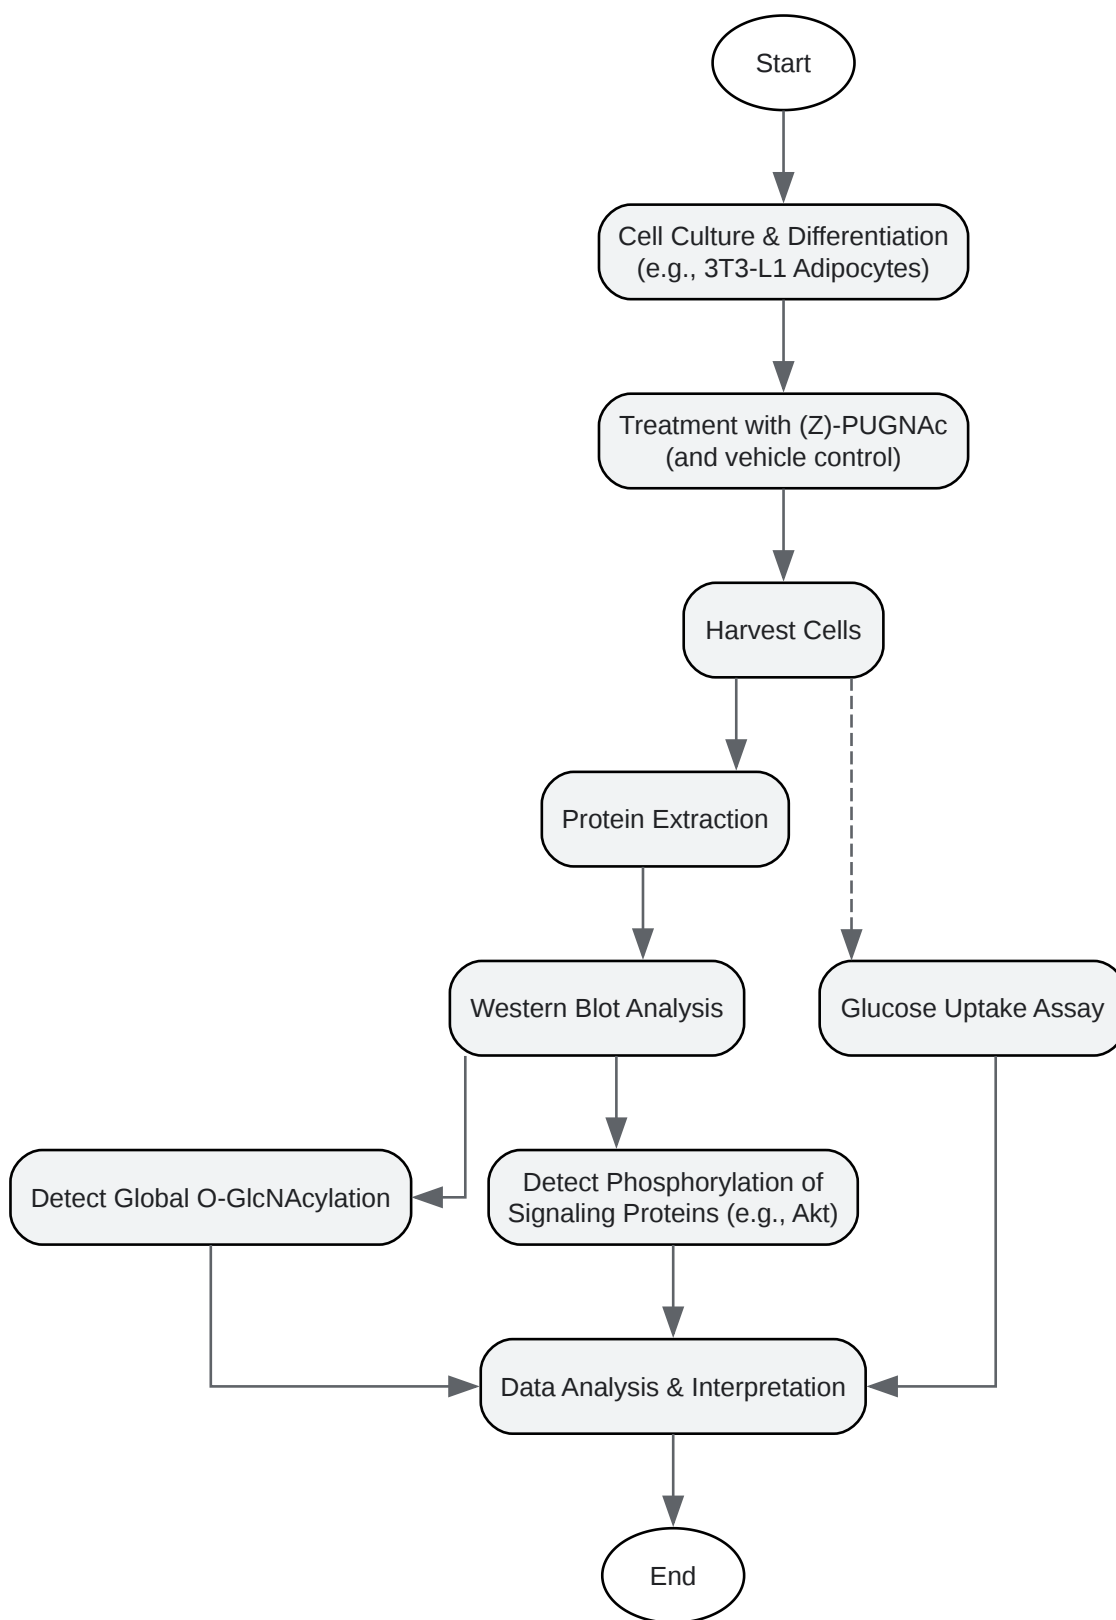 Start
Cell Culture & Differentiation
(e.g., 3T3-L1 Adipocytes)
Treatment with (Z)-PUGNAc
(and vehicle control)
Harvest Cells
Protein Extraction
Western Blot Analysis
Glucose Uptake Assay
Detect Global O-GlcNAcylation
Detect Phosphorylation of
Signaling Proteins (e.g., Akt)
Data Analysis & Interpretation
End